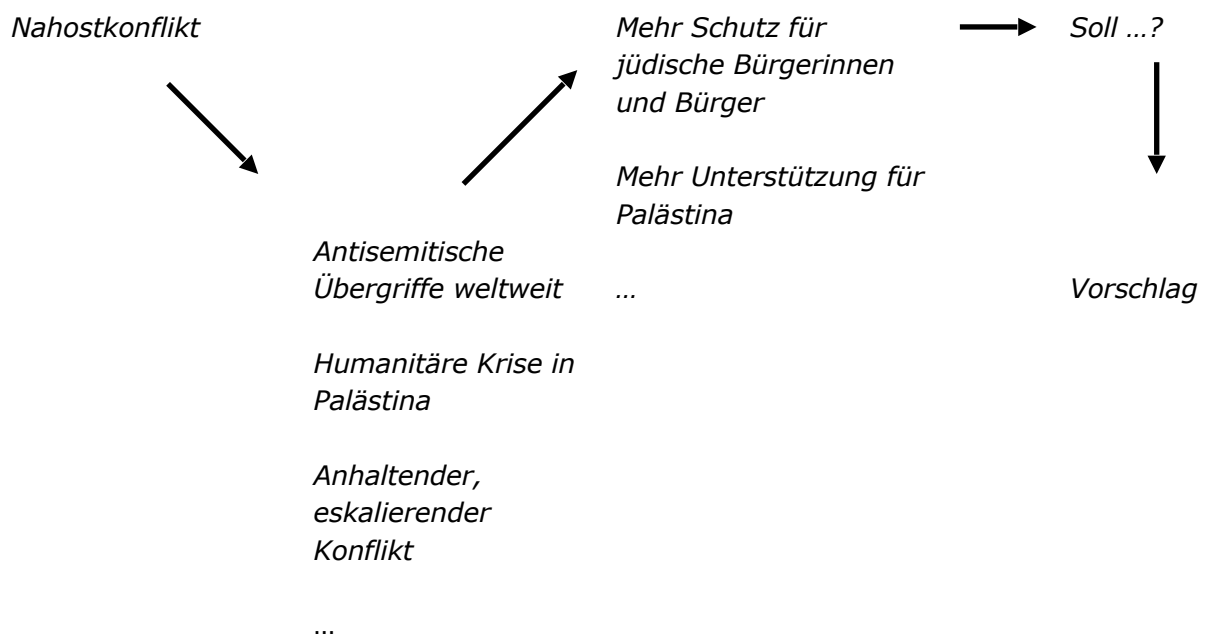 Nahostkonflikt
Antisemitische
Übergriffe weltweit
Humanitäre Krise in
Palästina
Anhaltender,
eskalierender
Konflikt
...
Mehr Schutz für
jüdische Bürgerinnen
und Bürger
Mehr Unterstützung für
Palästina
...
Soll ...?
Vorschlag